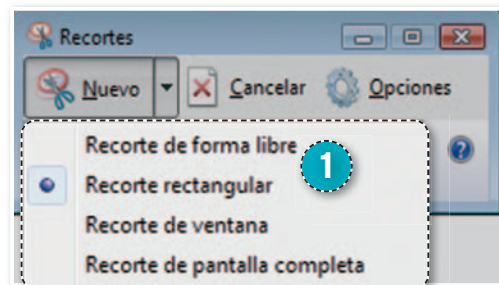 Recortes
Nuevo Cancelar Opciones
Recorte de forma libre
1
Recorte rectangular
Recorte de ventana
Recorte de pantalla completa